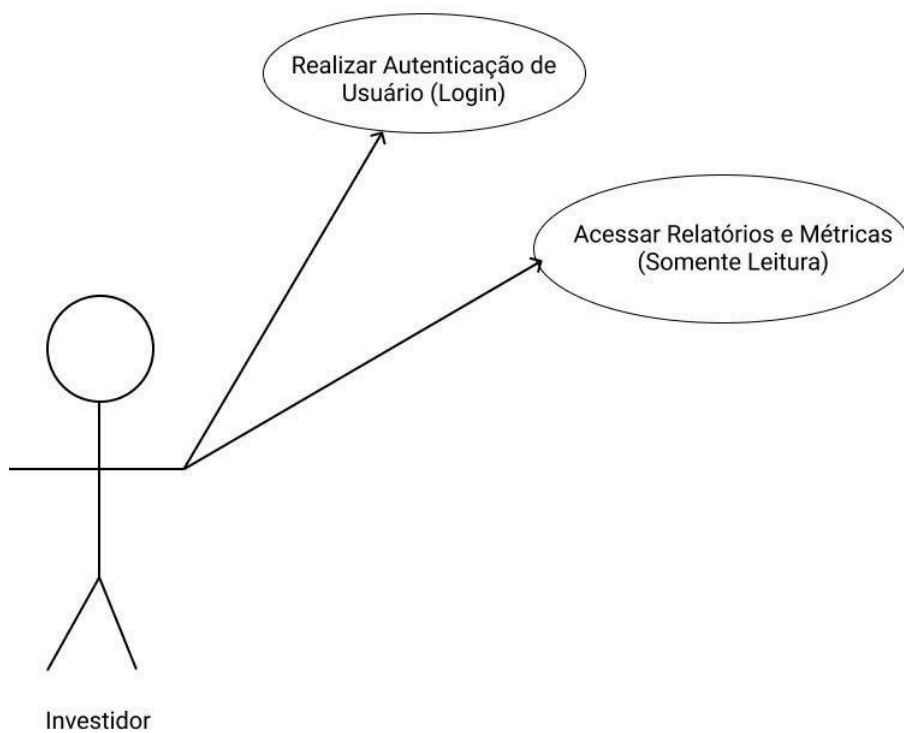 Realizar Autenticação de
Usuário (Login)
Acessar Relatórios e Métricas
(Somente Leitura)
Investidor